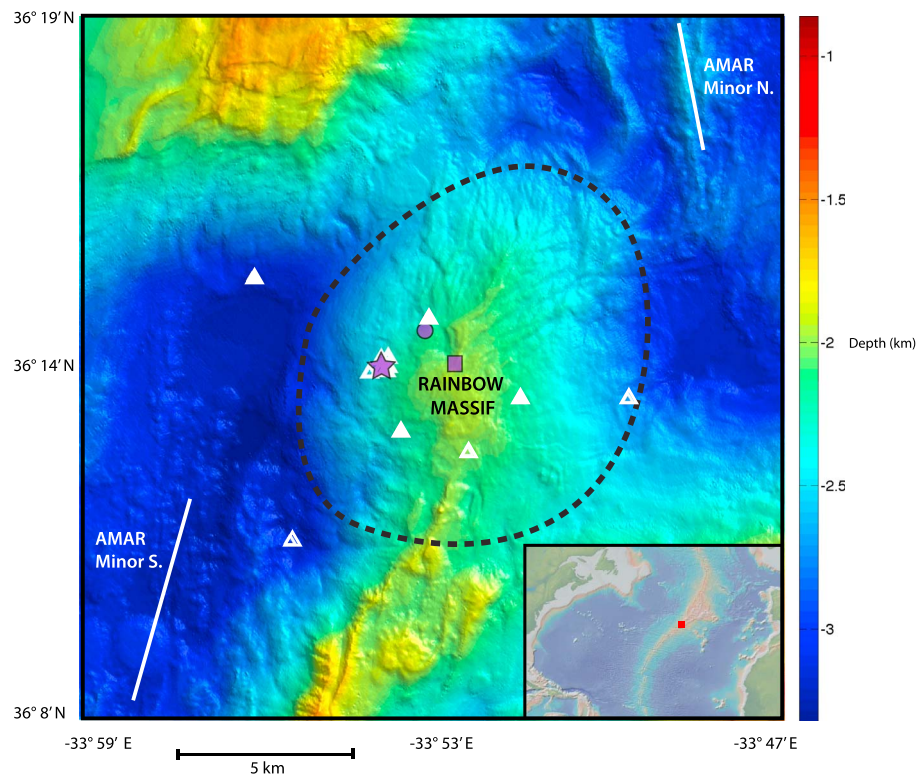 36° 19′ N
AMAR
Minor N.
-1
-1.5
36° 14′ N
-2
Depth (km)
RAINBOW
MASSIF
-2.5
AMAR
Minor S.
-3
36° 8′ N
-33° 59′ E
-33° 53′ E
-33° 47′ E
5 km